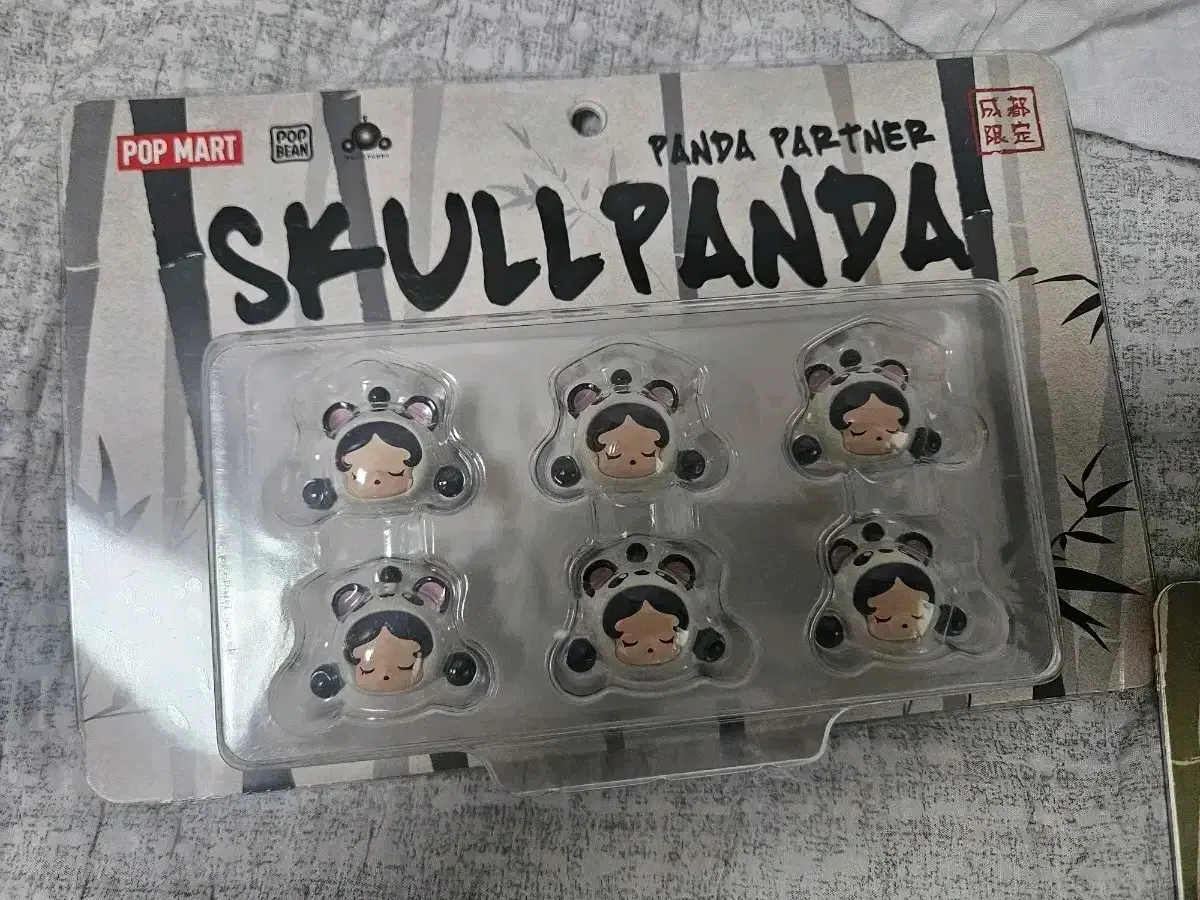 POP MART
POP
BEAN
PANDA PARTNER
成都
限定
SKULLPANDA